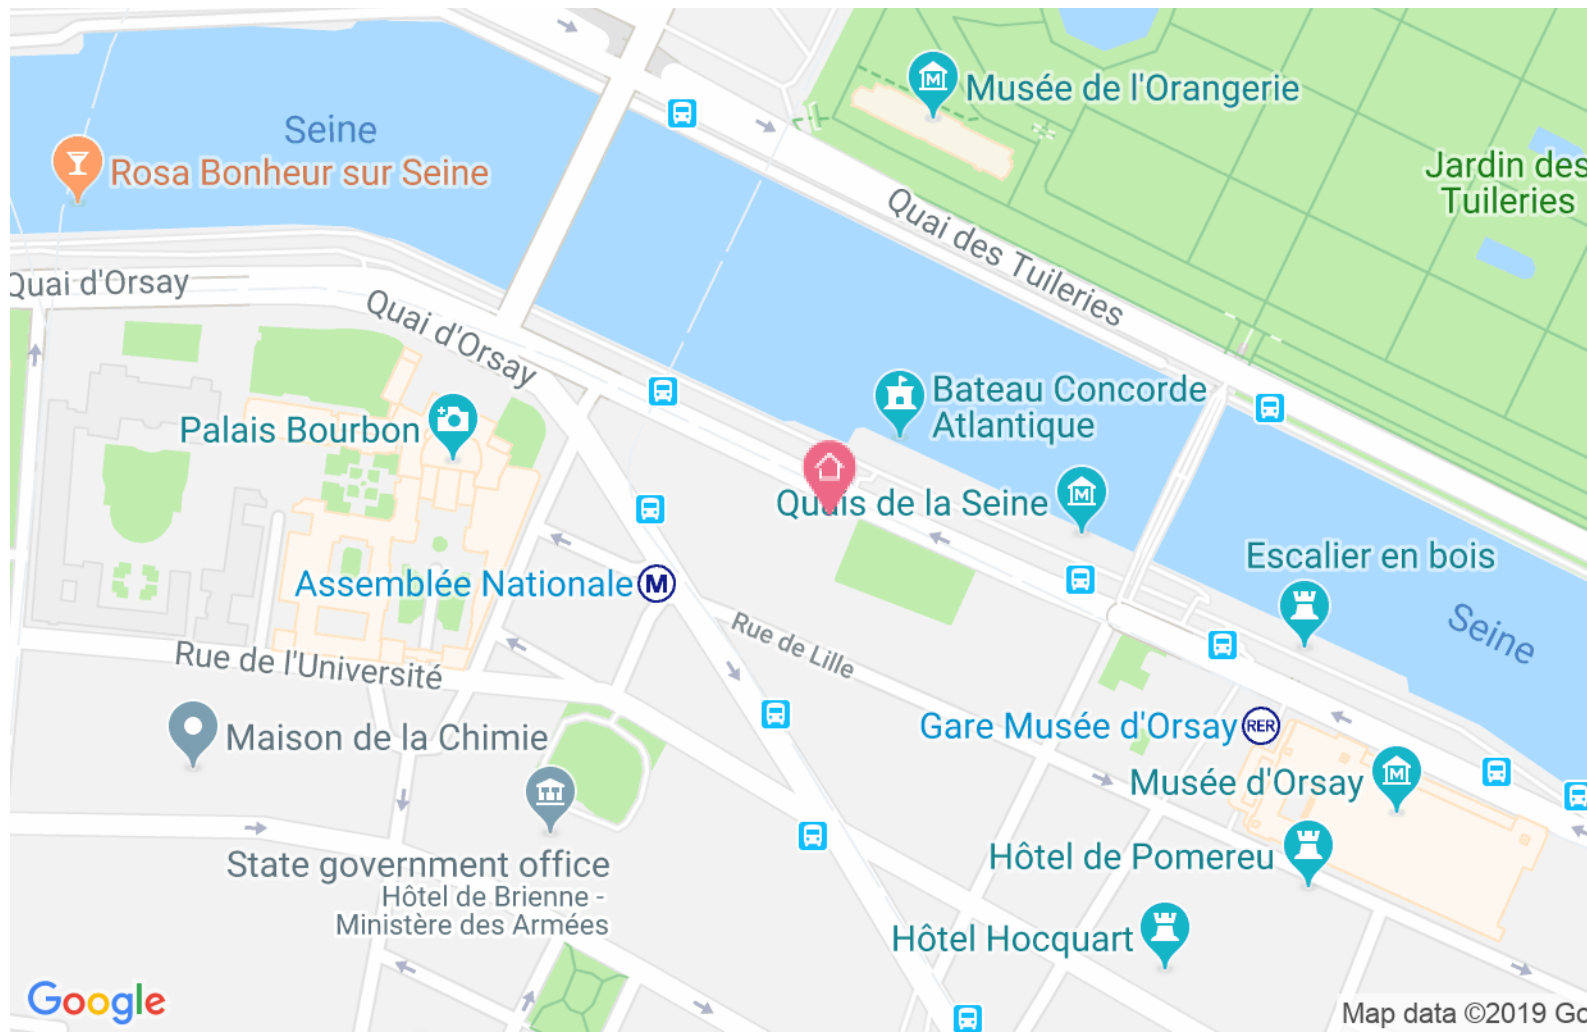 Musée de l'Orangerie
Seine
Rosa Bonheur sur Seine
Jardin des
Tuileries
Quai des Tuileries
Quai d'Orsay
Quai d'Orsay
Bateau Concorde
Atlantique
Palais Bourbon
Quais de la Seine
Escalier en bois
Assemblée Nationale
M
Seine
Rue de Lille
Rue de l'Université
Gare Musée d'Orsay
RER
Maison de la Chimie
Musée d'Orsay
Hôtel de Pomereu
State government office
Hôtel de Brienne -
Ministère des Armées
Hôtel Hocquart
Google
Map data ©2019 Go